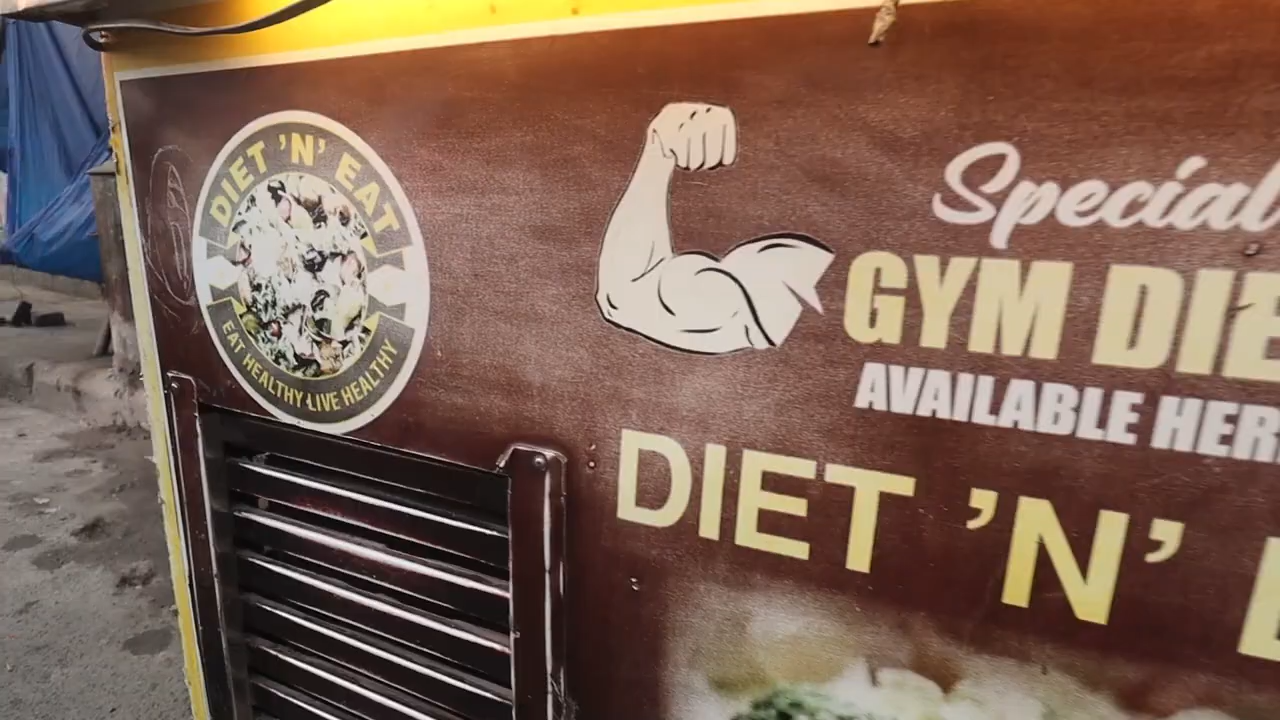 DIET 'N' EAT
EAT HEALTHY LIVE HEALTHY
Special
GYM DIE
AVAILABLE HER
DIET 'N'